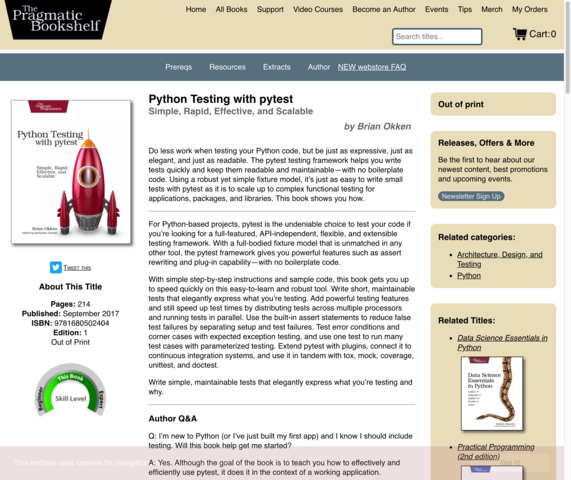 The
Pragmatic
Bookshelf
Home All Books Support Video Courses Become an Author Events Tips Merch My Orders
Search titles...
Cart:0
Prereqs Resources Extracts Author NEW webstore FAQ
Python Testing
with pytest
Simple, Rapid,
Effective, and
Scalable
Brian Okken
Tweet this
About This Title
Pages: 214
Published: September 2017
ISBN: 9781680502404
Edition: 1
Out of Print
This Book
Beginner
Expert
Skill Level
Python Testing with pytest
Simple, Rapid, Effective, and Scalable
by Brian Okken
Do less work when testing your Python code, but be just as expressive, just as
elegant, and just as readable. The pytest testing framework helps you write
tests quickly and keep them readable and maintainable—with no boilerplate
code. Using a robust yet simple fixture model, it's just as easy to write small
tests with pytest as it is to scale up to complex functional testing for
applications, packages, and libraries. This book shows you how.
For Python-based projects, pytest is the undeniable choice to test your code if
you're looking for a full-featured, API-independent, flexible, and extensible
testing framework. With a full-bodied fixture model that is unmatched in any
other tool, the pytest framework gives you powerful features such as assert
rewriting and plug-in capability—with no boilerplate code.
With simple step-by-step instructions and sample code, this book gets you up
to speed quickly on this easy-to-learn and robust tool. Write short, maintainable
tests that elegantly express what you're testing. Add powerful testing features
and still speed up test times by distributing tests across multiple processors
and running tests in parallel. Use the built-in assert statements to reduce false
test failures by separating setup and test failures. Test error conditions and
corner cases with expected exception testing, and use one test to run many
test cases with parameterized testing. Extend pytest with plugins, connect it to
continuous integration systems, and use it in tandem with tox, mock, coverage,
unittest, and doctest.
Write simple, maintainable tests that elegantly express what you're testing and
why.
Author Q&A
Q: I'm new to Python (or I've just built my first app) and I know I should include
testing. Will this book help me get started?
A: Yes. Although the goal of the book is to teach you how to effectively and
efficiently use pytest, it does it in the context of a working application.
Out of print
Releases, Offers & More
Be the first to hear about our
newest content, best promotions
and upcoming events.
Newsletter Sign Up
Related categories:
Architecture, Design, and
Testing
Python
Related Titles:
Data Science Essentials in
Python
Data Science
Essentials
in Python
Practical Programming
(2nd edition)
This website uses cookies for navigation
Got it!